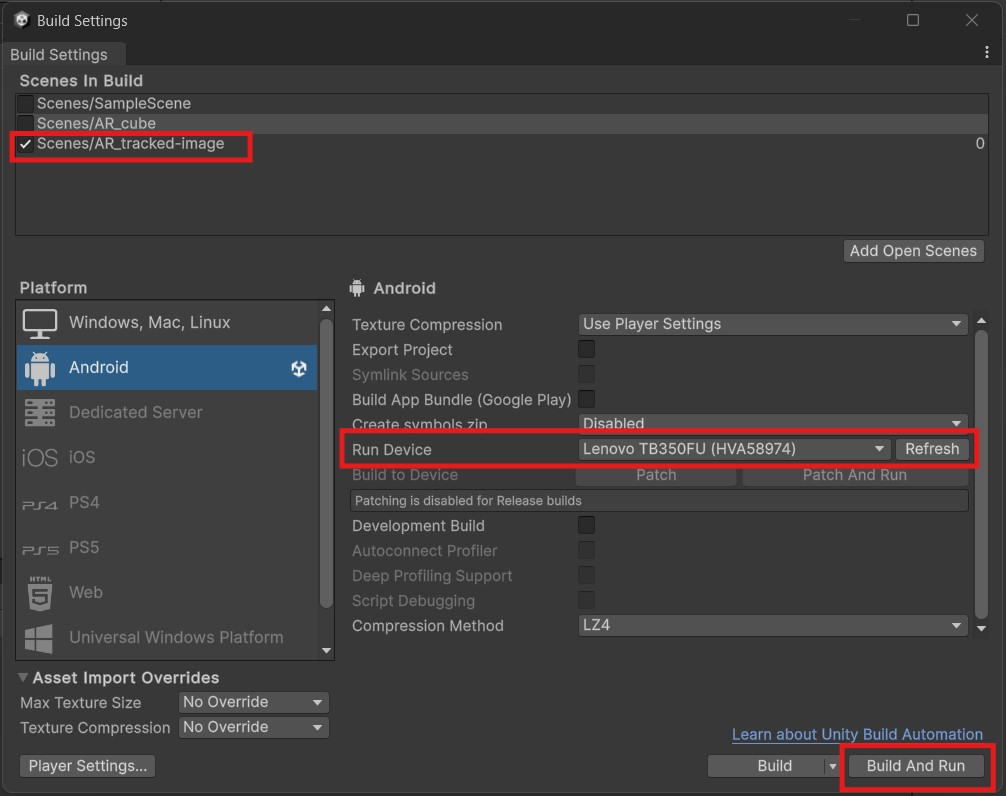 Build Settings
Build Settings
Scenes In Build
Scenes/SampleScene
Scenes/AR_cube
Scenes/AR_tracked-image 0
Add Open Scenes
Platform
Windows, Mac, Linux
Android
Dedicated Server
iOS iOS
PS4 PS4
PS5 PS5
HTML 5 Web
Universal Windows Platform
Android
Texture Compression Use Player Settings
Export Project
Symlink Sources
Build App Bundle (Google Play)
Create symbols.zip Disabled
Run Device Lenovo TB350FU (HVA58974) Refresh
Build to Device Patch Patch And Run
Patching is disabled for Release builds
Development Build
Autoconnect Profiler
Deep Profiling Support
Script Debugging
Compression Method LZ4
Asset Import Overrides
Max Texture Size No Override
Texture Compression No Override
Learn about Unity Build Automation
Player Settings... Build Build And Run